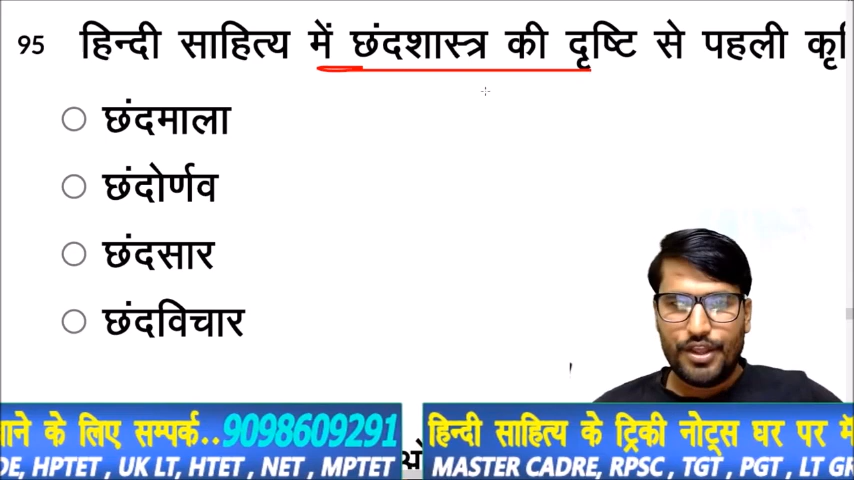 95 हिन्दी साहित्य में छंदशास्त्र की दृष्टि से पहली
छंदमाला
छंदोर्णव
छंदसार
छंदविचार
के लिए सम्पर्क..9098609291
हिन्दी साहित्य के ट्रिकी नोट्स घर पर
HPTET , UK LT, HTET , NET , MPTET
MASTER CADRE, RPSC , TGT , PGT , LT